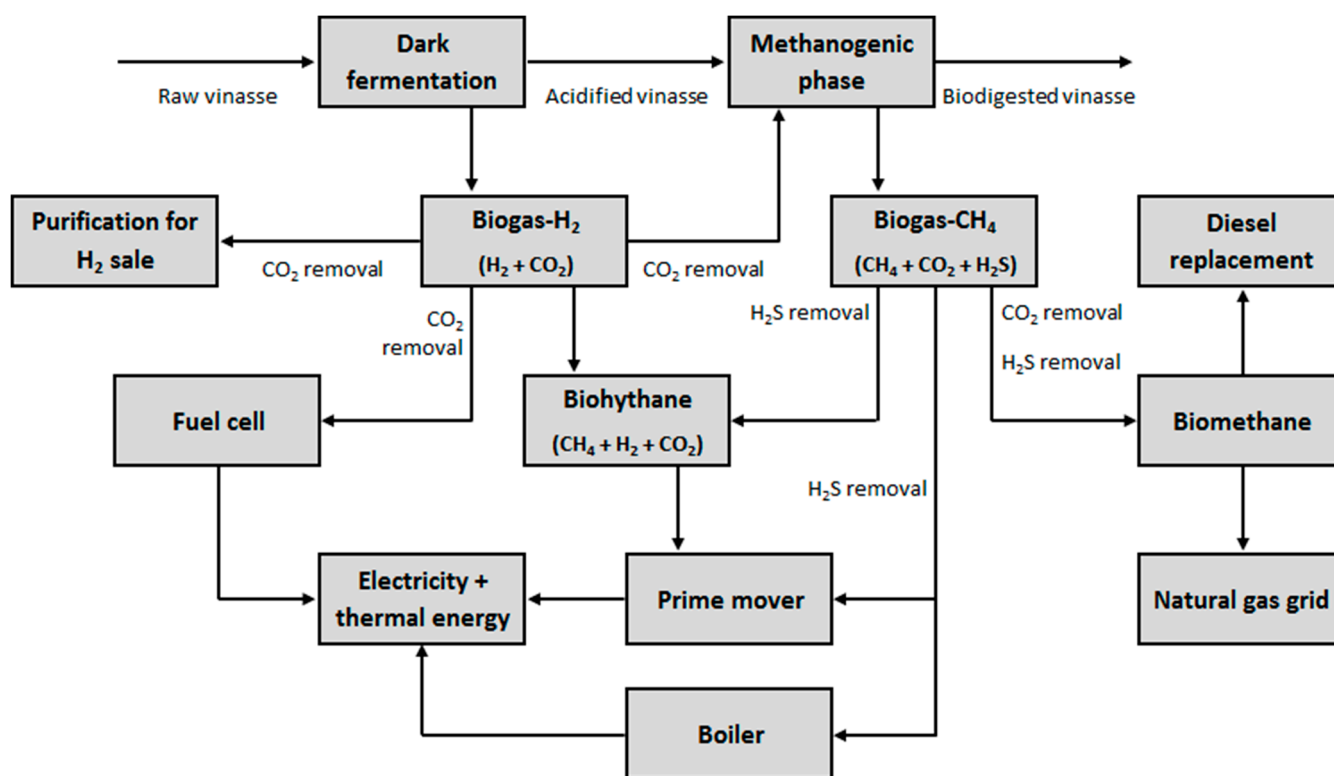 Dark
fermentation
Methanogenic
phase
Raw vinasse
Acidified vinasse
Biodigested vinasse
Purification for
H₂ sale
Biogas-H₂
(H₂ + CO₂)
Biogas-CH₄
(CH₄ + CO₂ + H₂S)
Diesel
replacement
CO₂ removal
CO₂ removal
CO₂
removal
H₂S removal
CO₂ removal
H₂S removal
Fuel cell
Biohythane
(CH₄ + H₂ + CO₂)
Biomethane
H₂S removal
Electricity +
thermal energy
Prime mover
Natural gas grid
Boiler